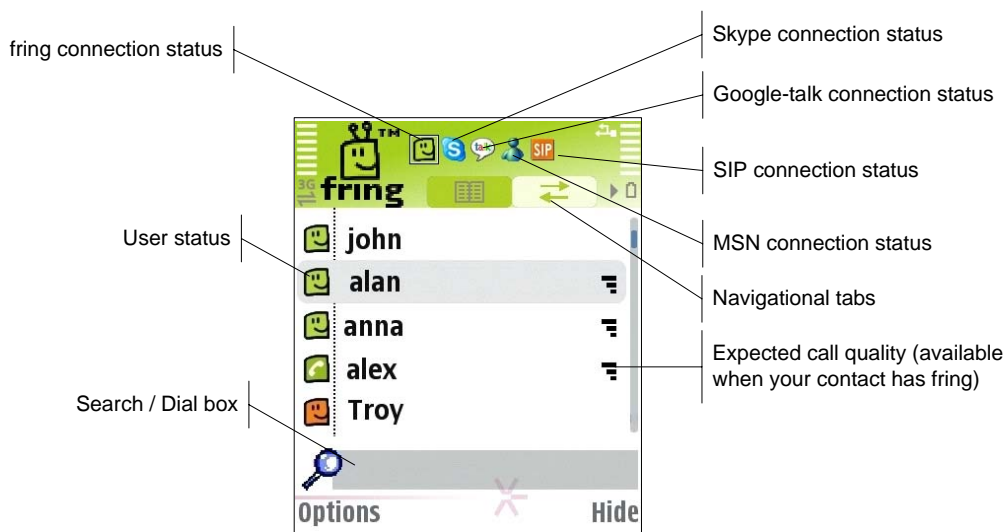 fring connection status
Skype connection status
Google-talk connection status
TM
talk
SIP
SIP connection status
3G
fring
User status
john
MSN connection status
alan
Navigational tabs
anna
Expected call quality (available
when your contact has fring)
alex
Search / Dial box
Troy
Options
Hide